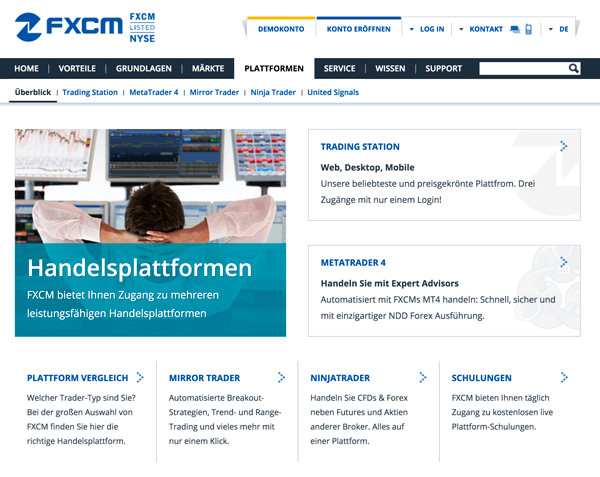 FXCM
FXCM
LISTED
NYSE
DEMOKONTO
KONTO ERÖFFNEN
LOG IN
KONTAKT
DE
HOME
VORTEILE
GRUNDLAGEN
MÄRKTE
PLATTFORMEN
SERVICE
WISSEN
SUPPORT
Überblick
Trading Station
MetaTrader 4
Mirror Trader
Ninja Trader
United Signals
Handelsplattformen
FXCM bietet Ihnen Zugang zu mehreren
leistungsfähigen Handelsplattformen
TRADING STATION
Web, Desktop, Mobile
Unsere beliebteste und preisgekrönte Plattfrom. Drei
Zugänge mit nur einem Login!
METATRADER 4
Handeln Sie mit Expert Advisors
Automatisiert mit FXCMs MT4 handeln: Schnell, sicher und
mit einzigartiger NDD Forex Ausführung.
PLATTFORM VERGLEICH
Welcher Trader-Typ sind Sie?
Bei der großen Auswahl von
FXCM finden Sie hier die
richtige Handelsplattform.
MIRROR TRADER
Automatisierte Breakout-
Strategien, Trend- und Range-
Trading und vieles mehr mit
nur einem Klick.
NINJATRADER
Handeln Sie CFDs & Forex
neben Futures und Aktien
anderer Broker. Alles auf
einer Plattform.
SCHULUNGEN
FXCM bieten Ihnen täglich
Zugang zu kostenlosen live
Plattform-Schulungen.